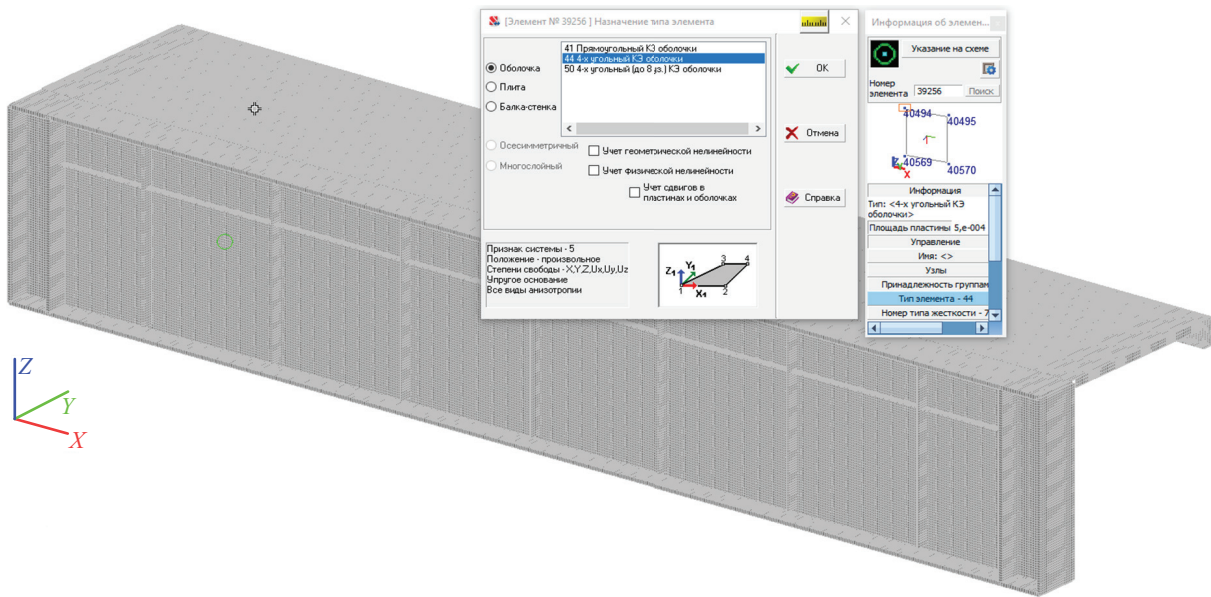 [Элемент № 39256 ] Назначение типа элемента
Оболочка
Плита
Балка-стенка
Осесимметричный
Многослойный
41 Прямоугольный КЭ оболочки
44 4-х угольный КЭ оболочки
50 4-х угольный (до 8 уз.) КЭ оболочки
Учет геометрической нелинейности
Учет физической нелинейности
Учет сдвигов в
пластинах и оболочках
OK
Отмена
Справка
Признак системы - 5
Положение - произвольное
Степени свободы - X,Y,Z,Ux,Uy,Uz
Упругое основание
Все виды анизотропии
Z1
Y1
X1
1
2
3
4
Информация об элемен...
Указание на схеме
Номер
элемента
39256
Поиск
40494
40495
40569
40570
Z
X
1
Информация
Тип: <4-х угольный КЭ
оболочки>
Площадь пластины 5,e-004
Управление
Имя: <>
Узлы
Принадлежность группам
Тип элемента - 44
Номер типа жесткости - 7
Z
Y
X